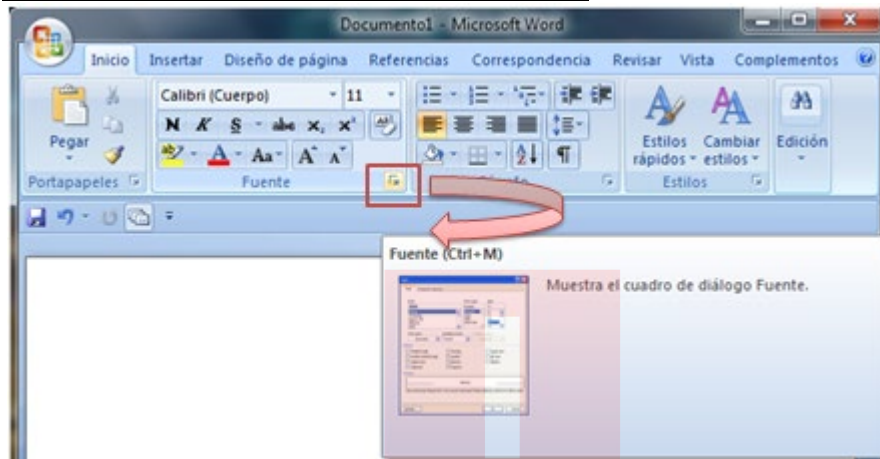 Documento1 - Microsoft Word
Inicio Insertar Diseño de página Referencias Correspondencia Revisar Vista Complementos
Calibri (Cuerpo) 11
N K S abe x, x²
Pegar
Aa A A
Estilos rápidos Cambiar estilos Edición
Portapapeles Fuente Estilos
Fuente (Ctrl+M)
Muestra el cuadro de diálogo Fuente.